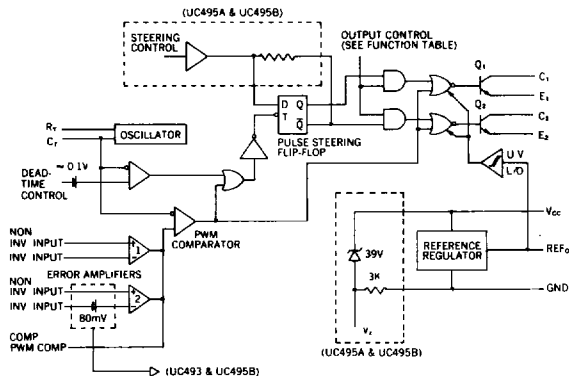 (UC495A & UC495B)
STEERING
CONTROL
OUTPUT CONTROL
(SEE FUNCTION TABLE)
Q1
C1
E1
Q2
C2
E2
D Q
T
Q̅
PULSE STEERING
FLIP-FLOP
RT
CT
OSCILLATOR
≈ 0.1V
DEAD-
TIME
CONTROL
U V
L/O
PWM
COMPARATOR
NON
INV INPUT
INV INPUT
+
1
−
ERROR AMPLIFIERS
NON
INV INPUT
INV INPUT
+
2
−
80mV
COMP
PWM COMP
(UC493 & UC495B)
39V
3K
Vz
(UC495A & UC495B)
REFERENCE
REGULATOR
VCC
REFO
GND